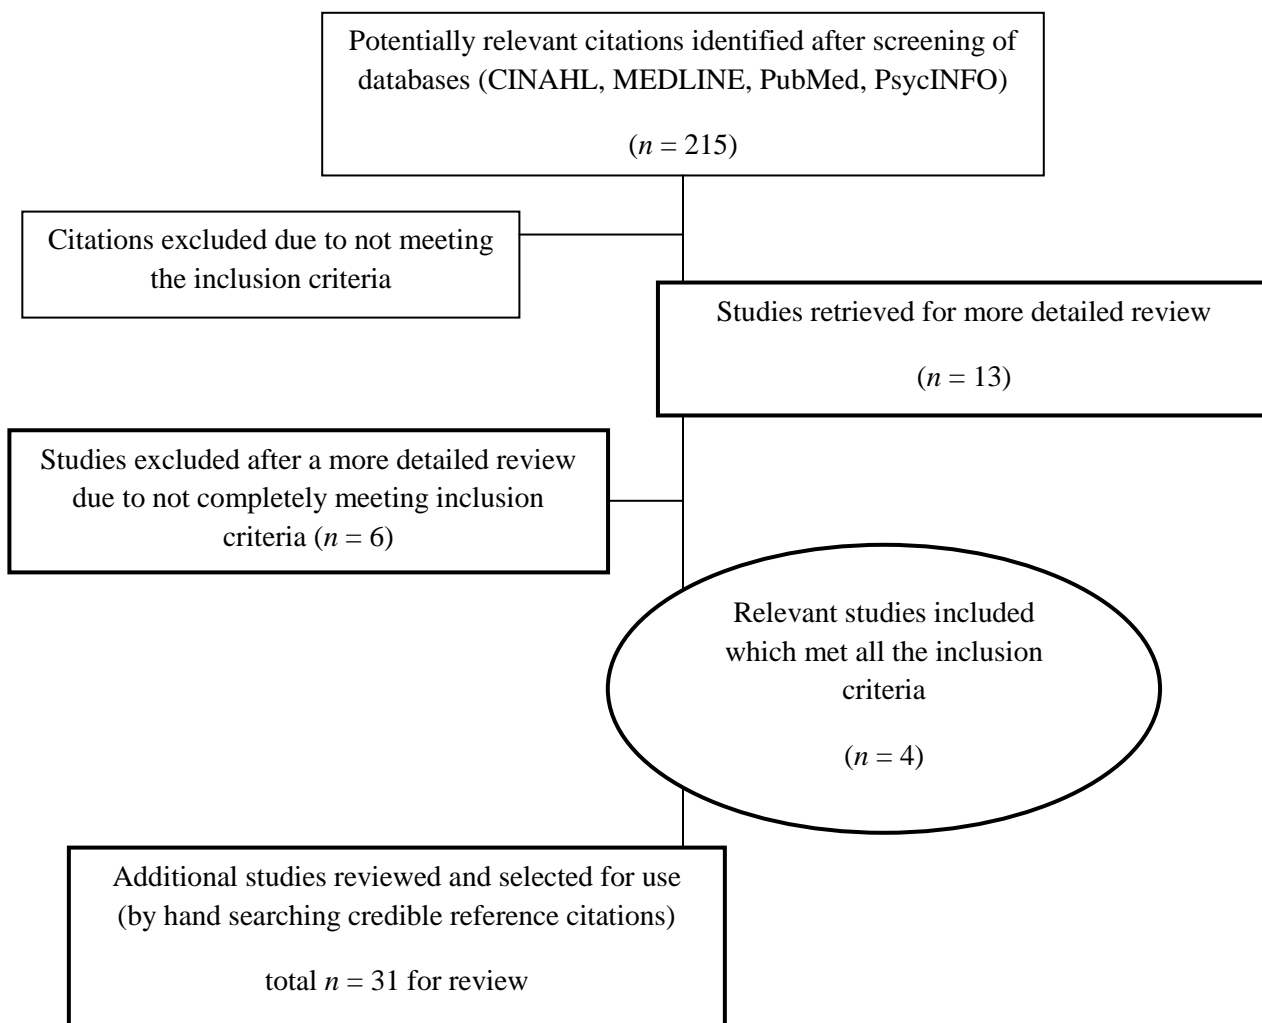 Potentially relevant citations identified after screening of
databases (CINAHL, MEDLINE, PubMed, PsycINFO)
(n = 215)
Citations excluded due to not meeting
the inclusion criteria
Studies retrieved for more detailed review
(n = 13)
Studies excluded after a more detailed review
due to not completely meeting inclusion
criteria (n = 6)
Relevant studies included
which met all the inclusion
criteria
(n = 4)
Additional studies reviewed and selected for use
(by hand searching credible reference citations)
total n = 31 for review